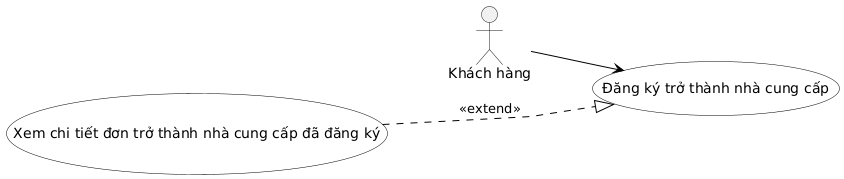 Khách hàng
Đăng ký trở thành nhà cung cấp
<<extend>>
Xem chi tiết đơn trở thành nhà cung cấp đã đăng ký